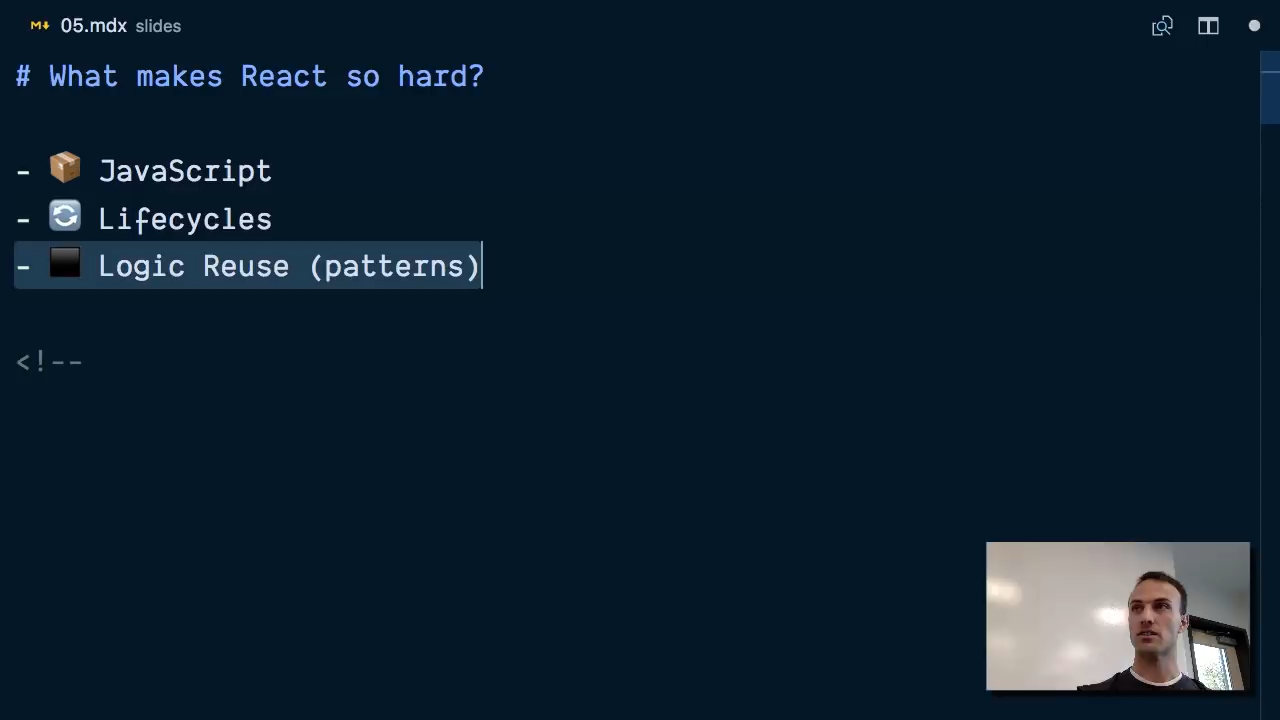 05.mdx slides
# What makes React so hard?
- 📦 JavaScript
- 🔄 Lifecycles
- ⬛ Logic Reuse (patterns)
<!--